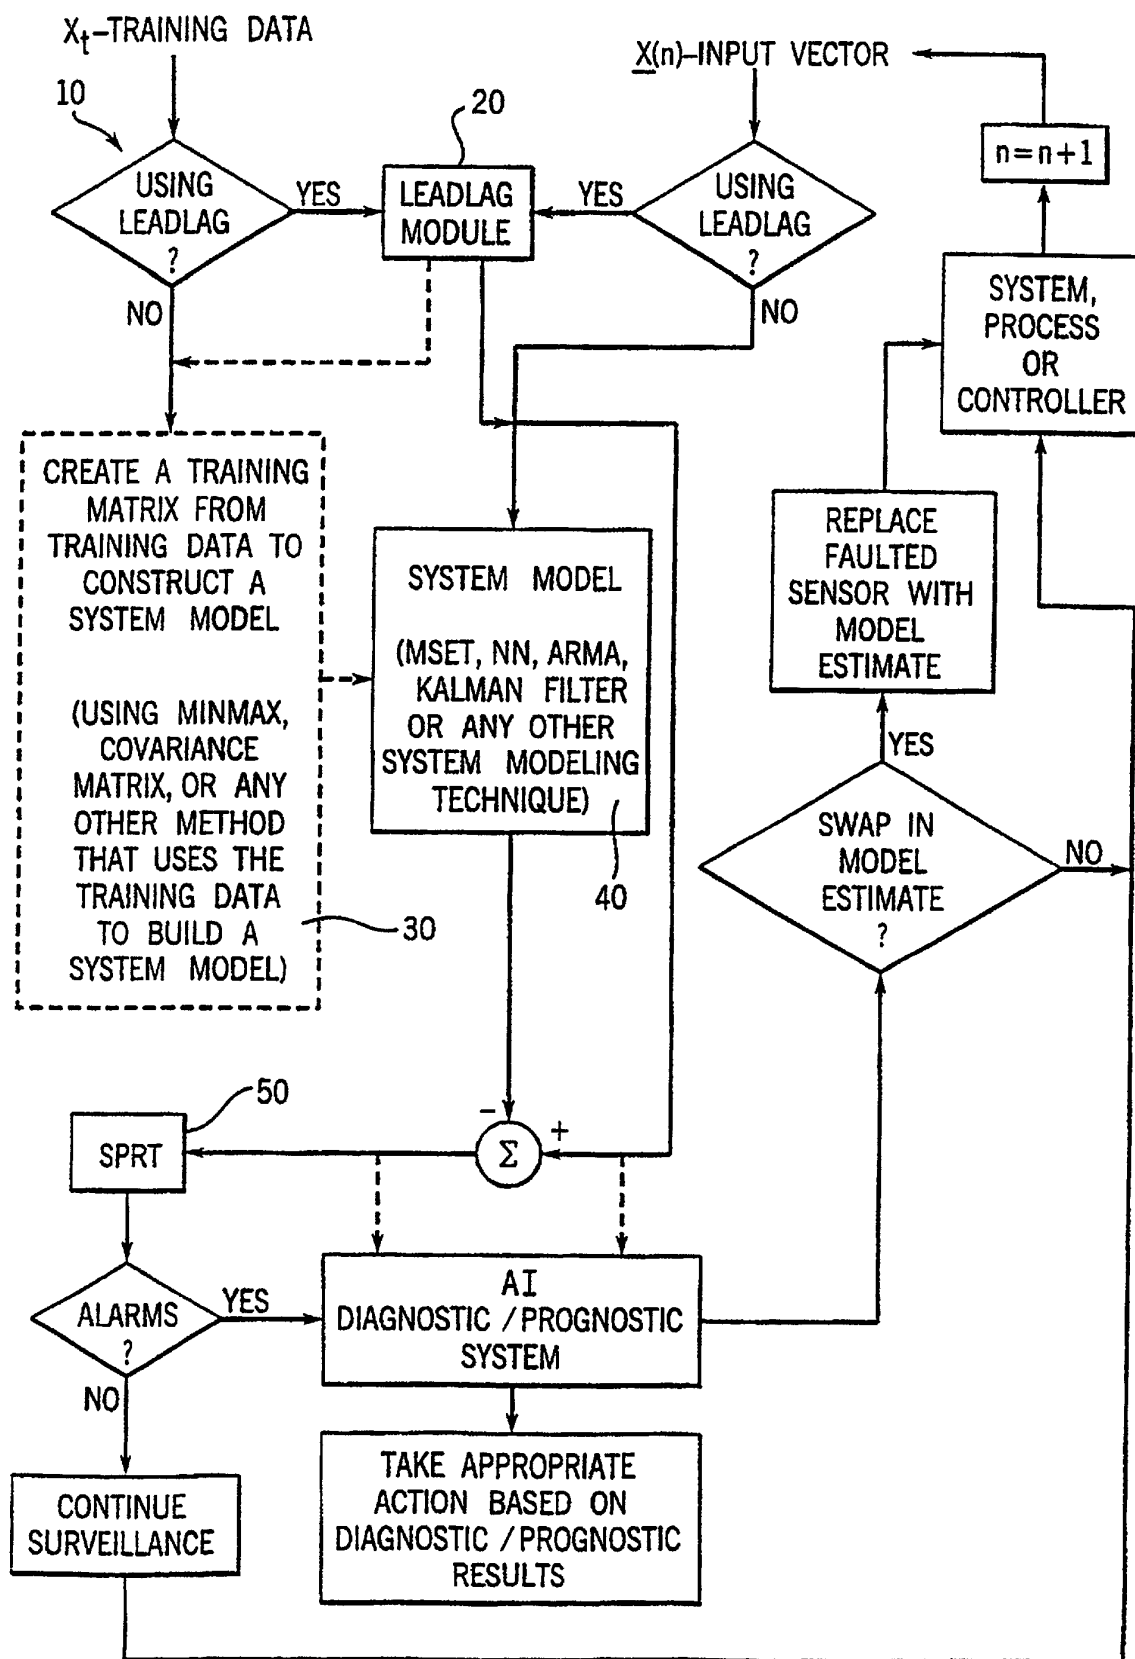 Xt-TRAINING DATA
X(n)-INPUT VECTOR
10
20
n=n+1
USING
LEADLAG
?
YES
NO
LEADLAG
MODULE
YES
USING
LEADLAG
?
NO
SYSTEM,
PROCESS
OR
CONTROLLER
CREATE A TRAINING
MATRIX FROM
TRAINING DATA TO
CONSTRUCT A
SYSTEM MODEL
(USING MINMAX,
COVARIANCE
MATRIX, OR ANY
OTHER METHOD
THAT USES THE
TRAINING DATA
TO BUILD A
SYSTEM MODEL)
30
SYSTEM MODEL
(MSET, NN, ARMA,
KALMAN FILTER
OR ANY OTHER
SYSTEM MODELING
TECHNIQUE)
40
REPLACE
FAULTED
SENSOR WITH
MODEL
ESTIMATE
YES
SWAP IN
MODEL
ESTIMATE
?
NO
50
SPRT
-
Σ
+
ALARMS
?
YES
NO
AI
DIAGNOSTIC / PROGNOSTIC
SYSTEM
CONTINUE
SURVEILLANCE
TAKE APPROPRIATE
ACTION BASED ON
DIAGNOSTIC / PROGNOSTIC
RESULTS